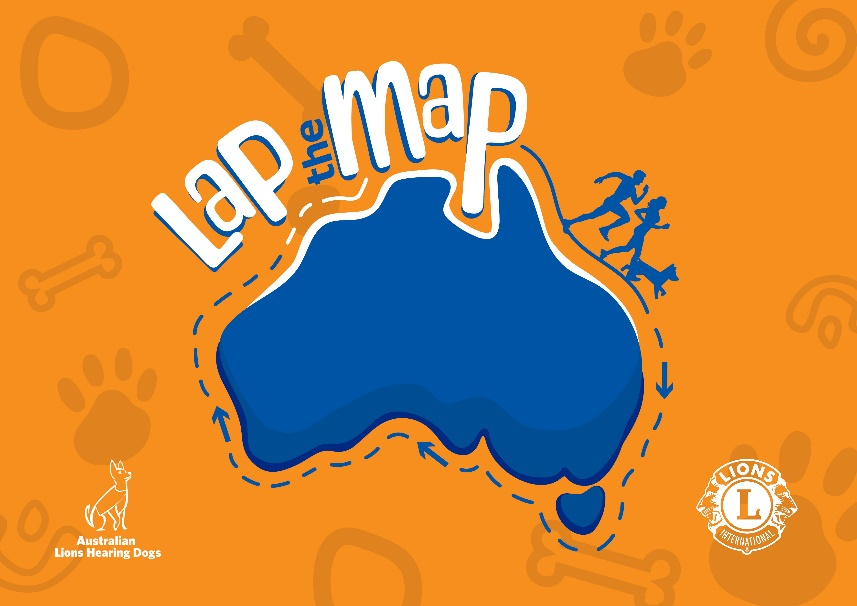 Lap the Map
Australian
Lions Hearing Dogs
LIONS
L
INTERNATIONAL